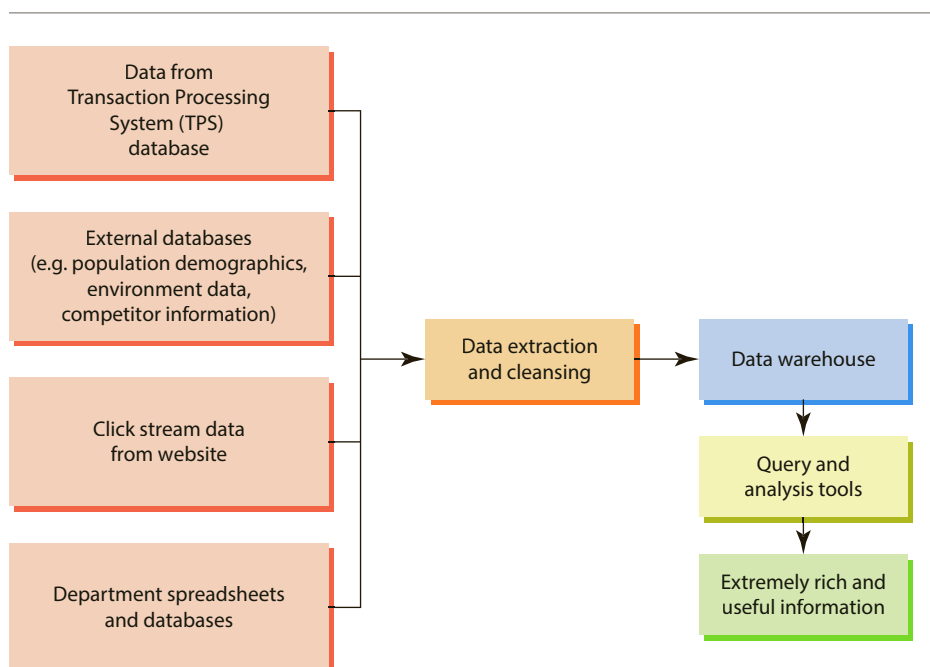 Data from
Transaction Processing
System (TPS)
database
External databases
(e.g. population demographics,
environment data,
competitor information)
Click stream data
from website
Department spreadsheets
and databases
Data extraction
and cleansing
Data warehouse
Query and
analysis tools
Extremely rich and
useful information